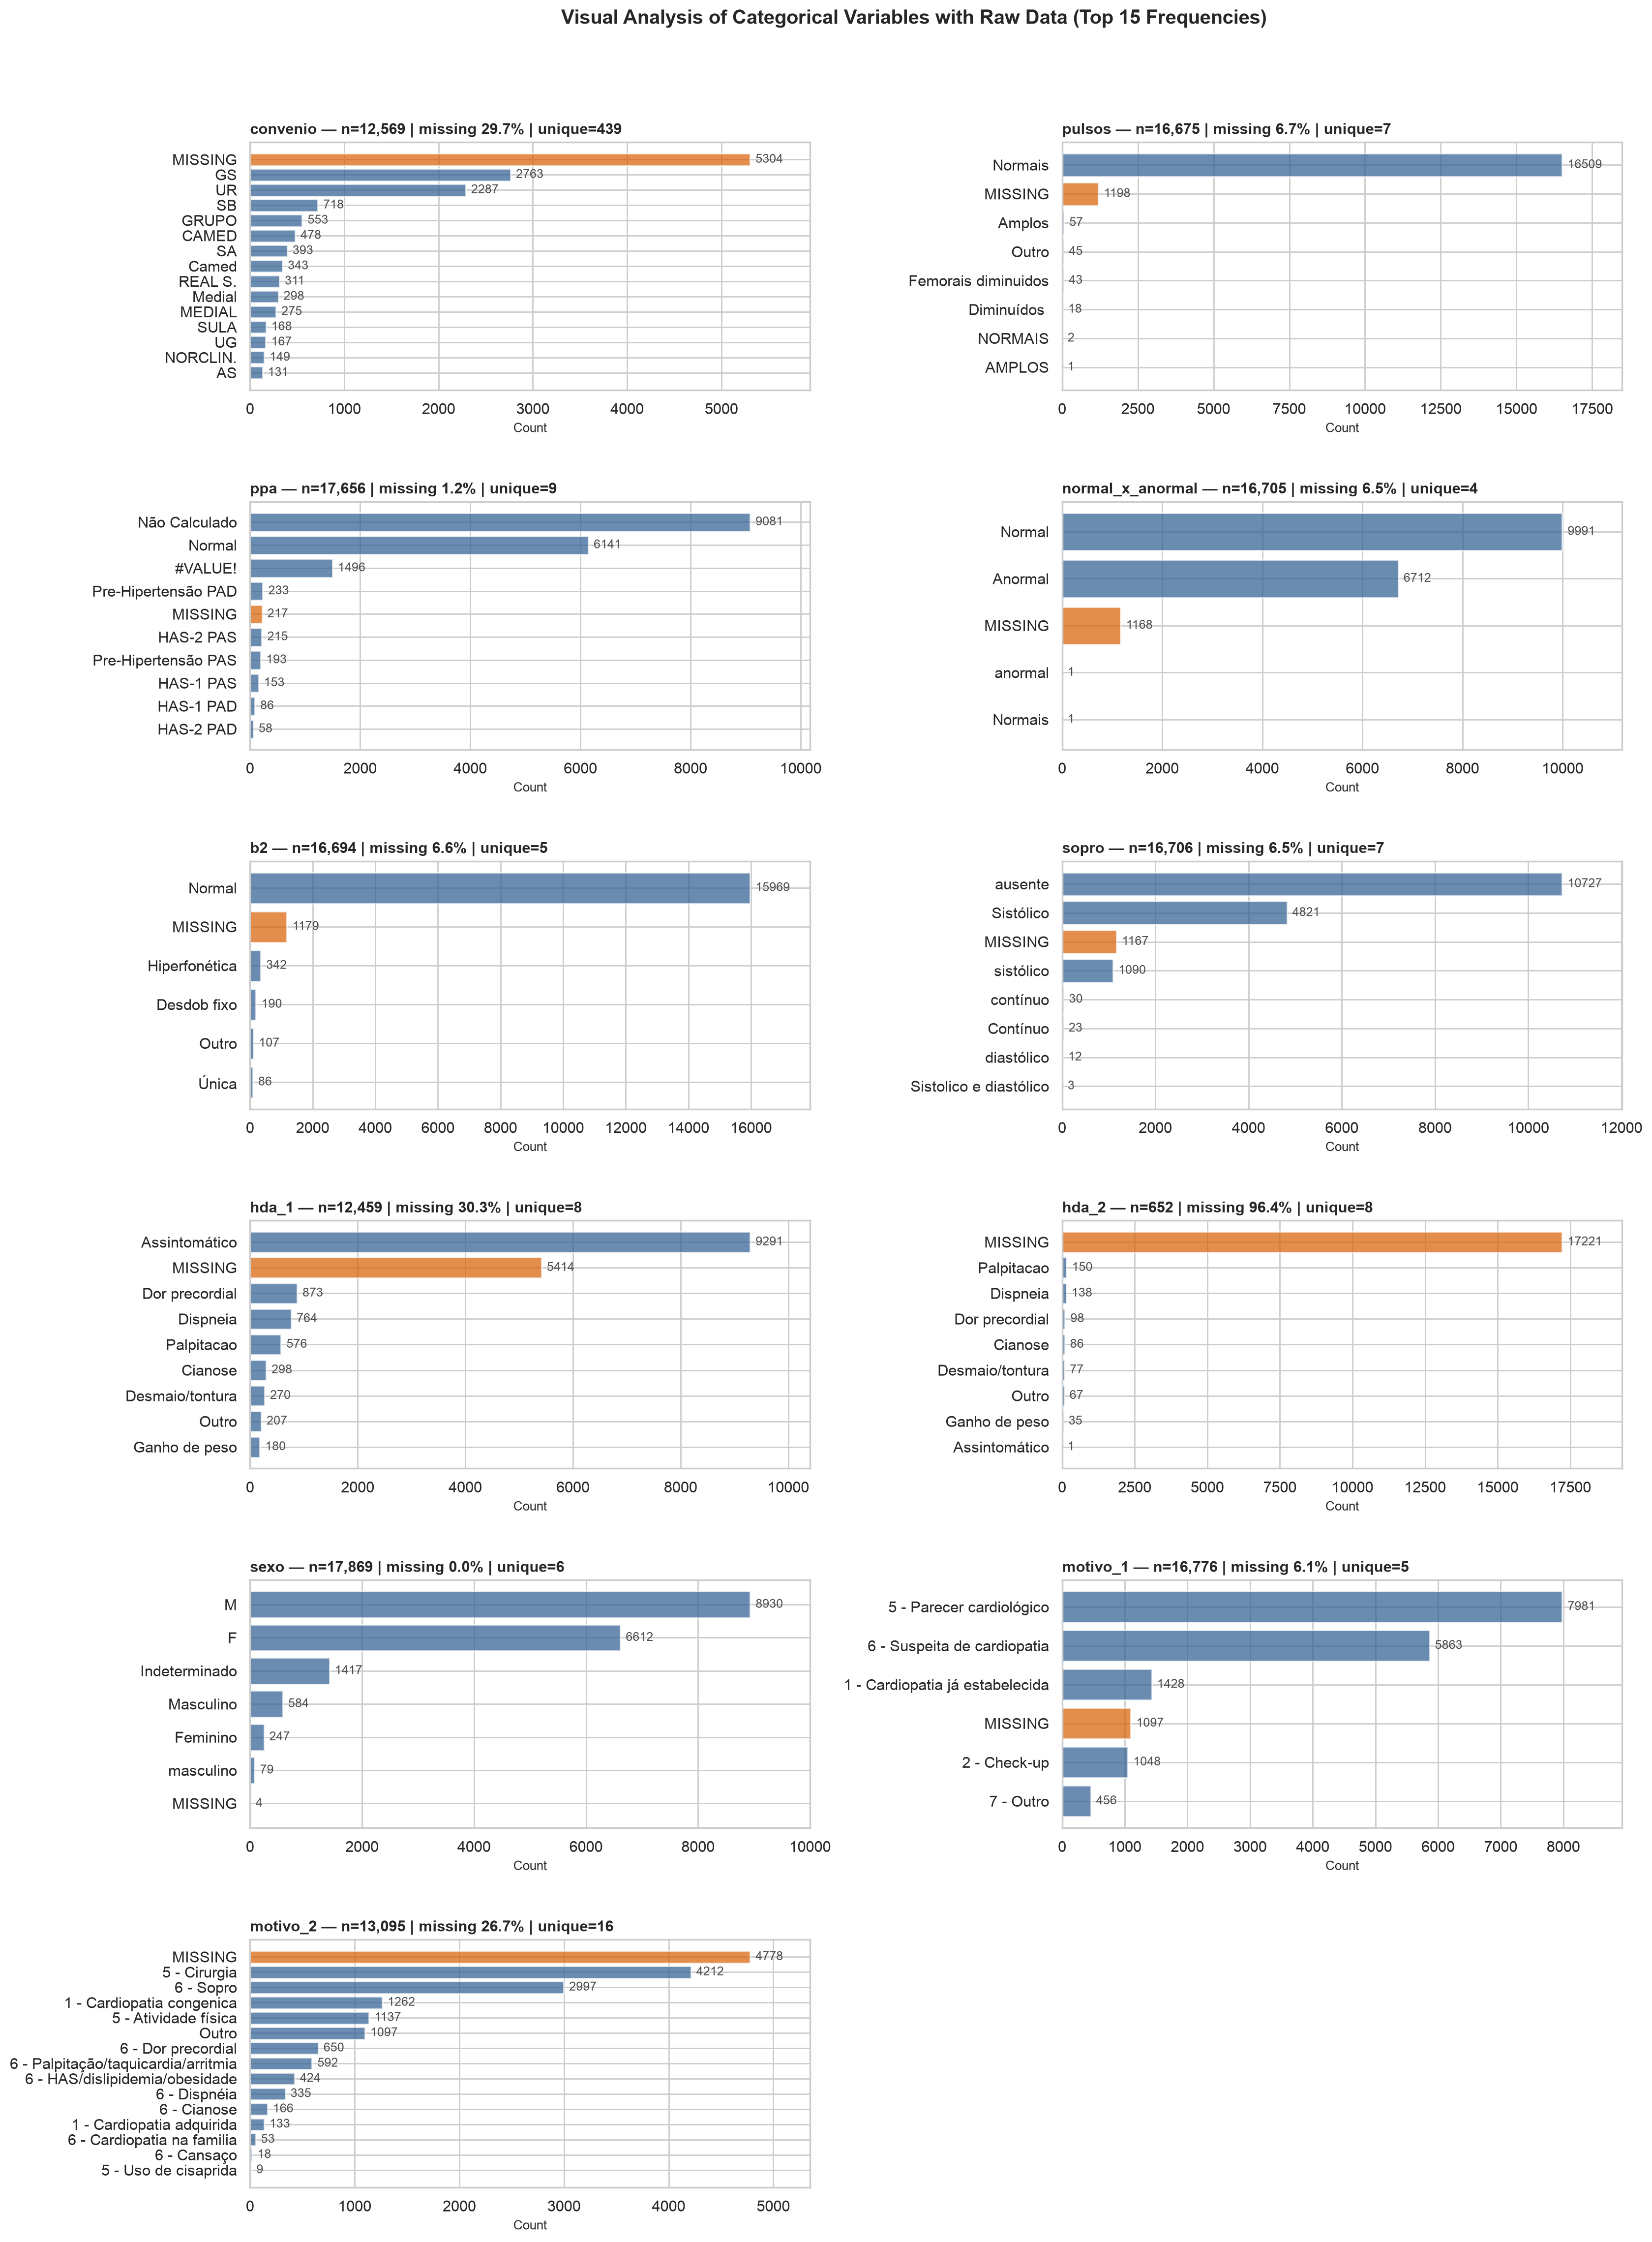 Visual Analysis of Categorical Variables with Raw Data (Top 15 Frequencies)
convenio — n=12,569 | missing 29.7% | unique=439
MISSING 5304
GS 2763
UR 2287
SB 718
GRUPO 553
CAMED 478
SA 393
Camed 343
REAL S. 311
Medial 298
MEDIAL 275
SULA 168
UG 167
NORCLIN. 149
AS 131
0 1000 2000 3000 4000 5000
Count
pulsos — n=16,675 | missing 6.7% | unique=7
Normais 16509
MISSING 1198
Amplos 57
Outro 45
Femorais diminuidos 43
Diminuídos 18
NORMAIS 2
AMPLOS 1
0 2500 5000 7500 10000 12500 15000 17500
Count
ppa — n=17,656 | missing 1.2% | unique=9
Não Calculado 9081
Normal 6141
#VALUE! 1496
Pre-Hipertensão PAD 233
MISSING 217
HAS-2 PAS 215
Pre-Hipertensão PAS 193
HAS-1 PAS 153
HAS-1 PAD 86
HAS-2 PAD 58
0 2000 4000 6000 8000 10000
Count
normal_x_anormal — n=16,705 | missing 6.5% | unique=4
Normal 9991
Anormal 6712
MISSING 1168
anormal 1
Normais 1
0 2000 4000 6000 8000 10000
Count
b2 — n=16,694 | missing 6.6% | unique=5
Normal 15969
MISSING 1179
Hiperfonética 342
Desdob fixo 190
Outro 107
Única 86
0 2000 4000 6000 8000 10000 12000 14000 16000
Count
sopro — n=16,706 | missing 6.5% | unique=7
ausente 10727
Sistólico 4821
MISSING 1167
sistólico 1090
contínuo 30
Contínuo 23
diastólico 12
Sistolico e diastólico 3
0 2000 4000 6000 8000 10000 12000
Count
hda_1 — n=12,459 | missing 30.3% | unique=8
Assintomático 9291
MISSING 5414
Dor precordial 873
Dispneia 764
Palpitacao 576
Cianose 298
Desmaio/tontura 270
Outro 207
Ganho de peso 180
0 2000 4000 6000 8000 10000
Count
hda_2 — n=652 | missing 96.4% | unique=8
MISSING 17221
Palpitacao 150
Dispneia 138
Dor precordial 98
Cianose 86
Desmaio/tontura 77
Outro 67
Ganho de peso 35
Assintomático 1
0 2500 5000 7500 10000 12500 15000 17500
Count
sexo — n=17,869 | missing 0.0% | unique=6
M 8930
F 6612
Indeterminado 1417
Masculino 584
Feminino 247
masculino 79
MISSING 4
0 2000 4000 6000 8000 10000
Count
motivo_1 — n=16,776 | missing 6.1% | unique=5
5 - Parecer cardiológico 7981
6 - Suspeita de cardiopatia 5863
1 - Cardiopatia já estabelecida 1428
MISSING 1097
2 - Check-up 1048
7 - Outro 456
0 1000 2000 3000 4000 5000 6000 7000 8000
Count
motivo_2 — n=13,095 | missing 26.7% | unique=16
MISSING 4778
5 - Cirurgia 4212
6 - Sopro 2997
1 - Cardiopatia congenica 1262
5 - Atividade física 1137
Outro 1097
6 - Dor precordial 650
6 - Palpitação/taquicardia/arritmia 592
6 - HAS/dislipidemia/obesidade 424
6 - Dispnéia 335
6 - Cianose 166
1 - Cardiopatia adquirida 133
6 - Cardiopatia na familia 53
6 - Cansaço 18
5 - Uso de cisaprida 9
0 1000 2000 3000 4000 5000
Count